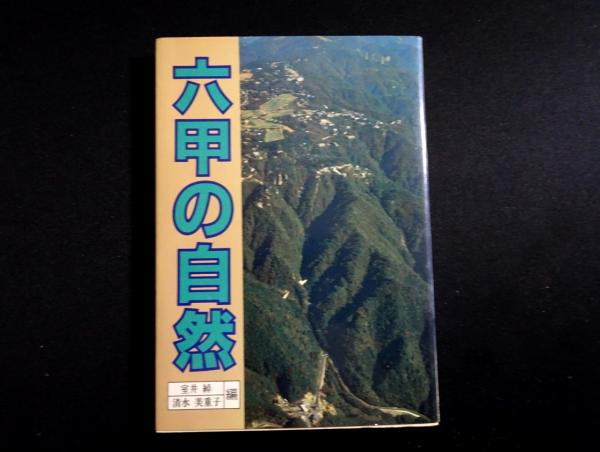 六甲の自然
室井 綽
清水 美重子
編